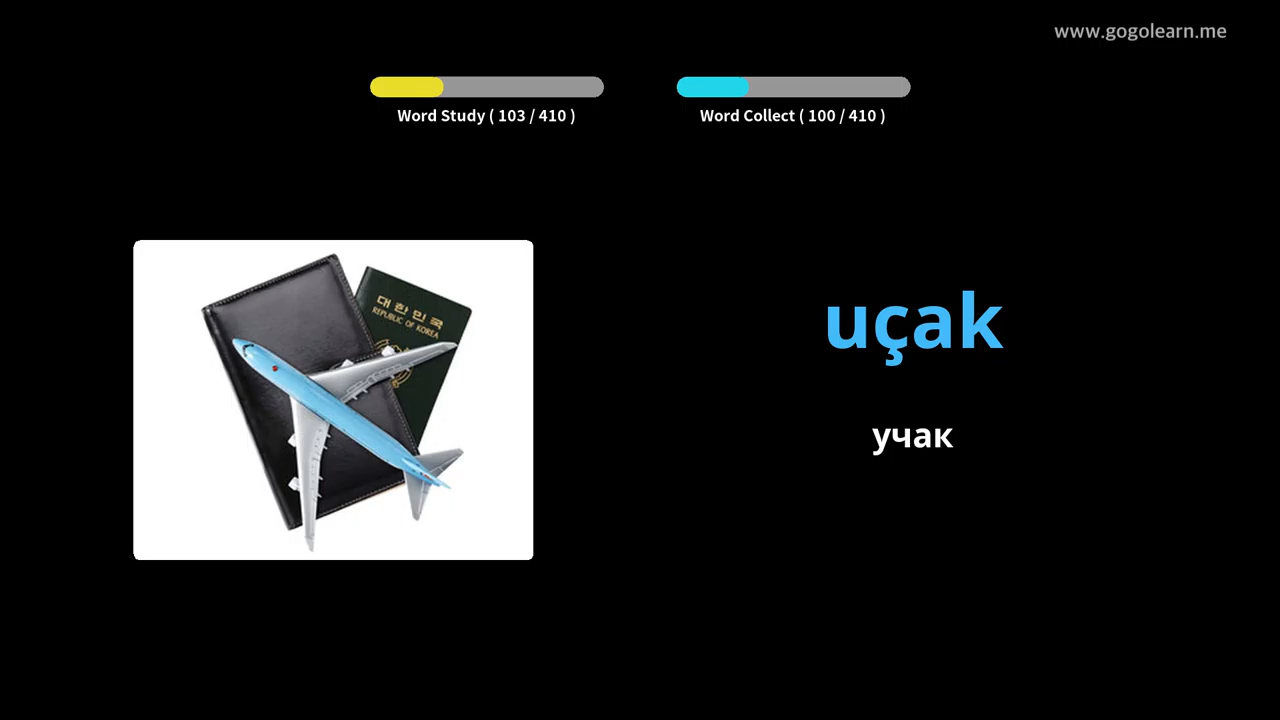 www.gogolearn.me
Word Study ( 103 / 410 )
Word Collect ( 100 / 410 )
대한민국
REPUBLIC OF KOREA
uçak
учак